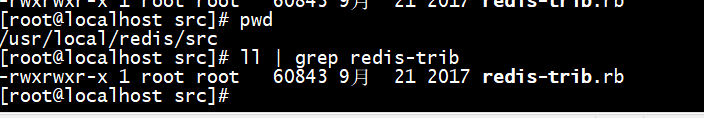 -rwxrwxr-x 1 root root   60843 9月  21 2017 redis-trib.rb
[root@localhost src]# pwd
/usr/local/redis/src
[root@localhost src]# ll | grep redis-trib
-rwxrwxr-x 1 root root   60843 9月  21 2017 redis-trib.rb
[root@localhost src]#